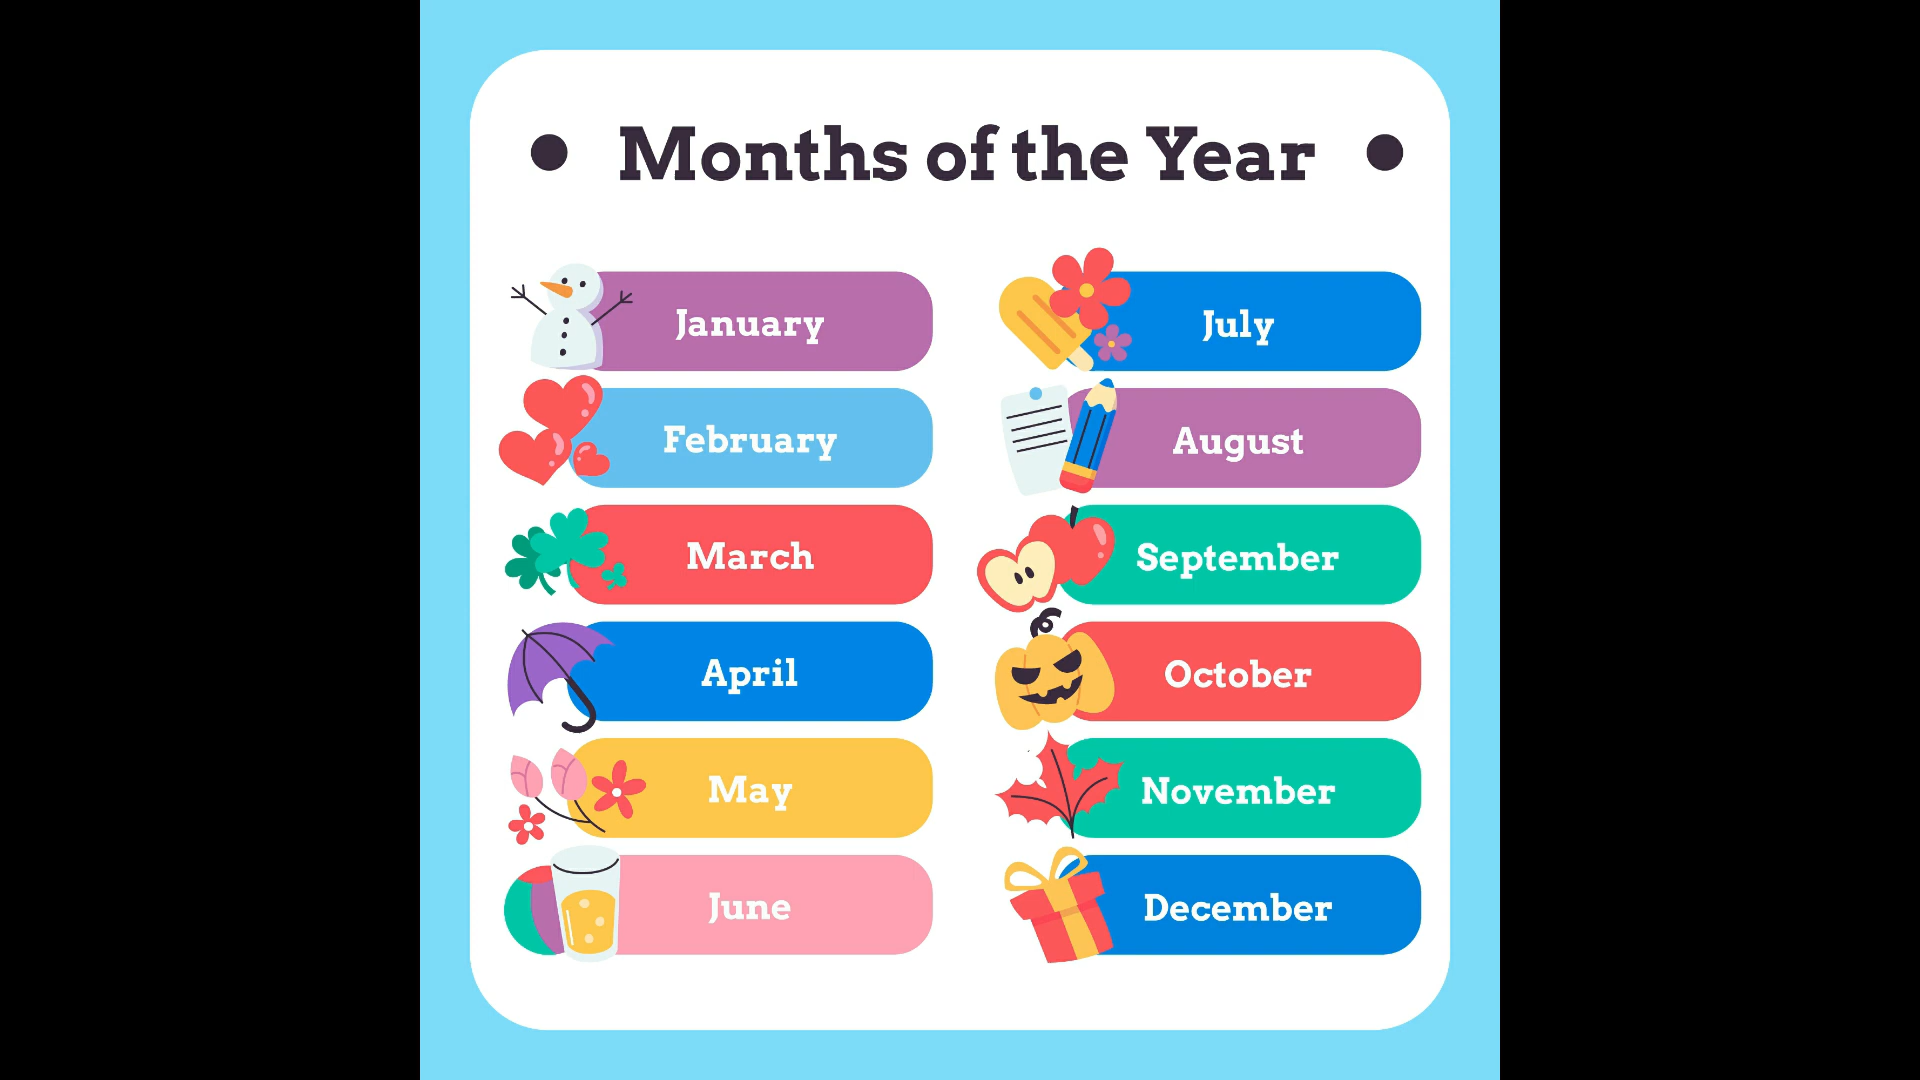 Months of the Year
January
February
March
April
May
June
July
August
September
October
November
December